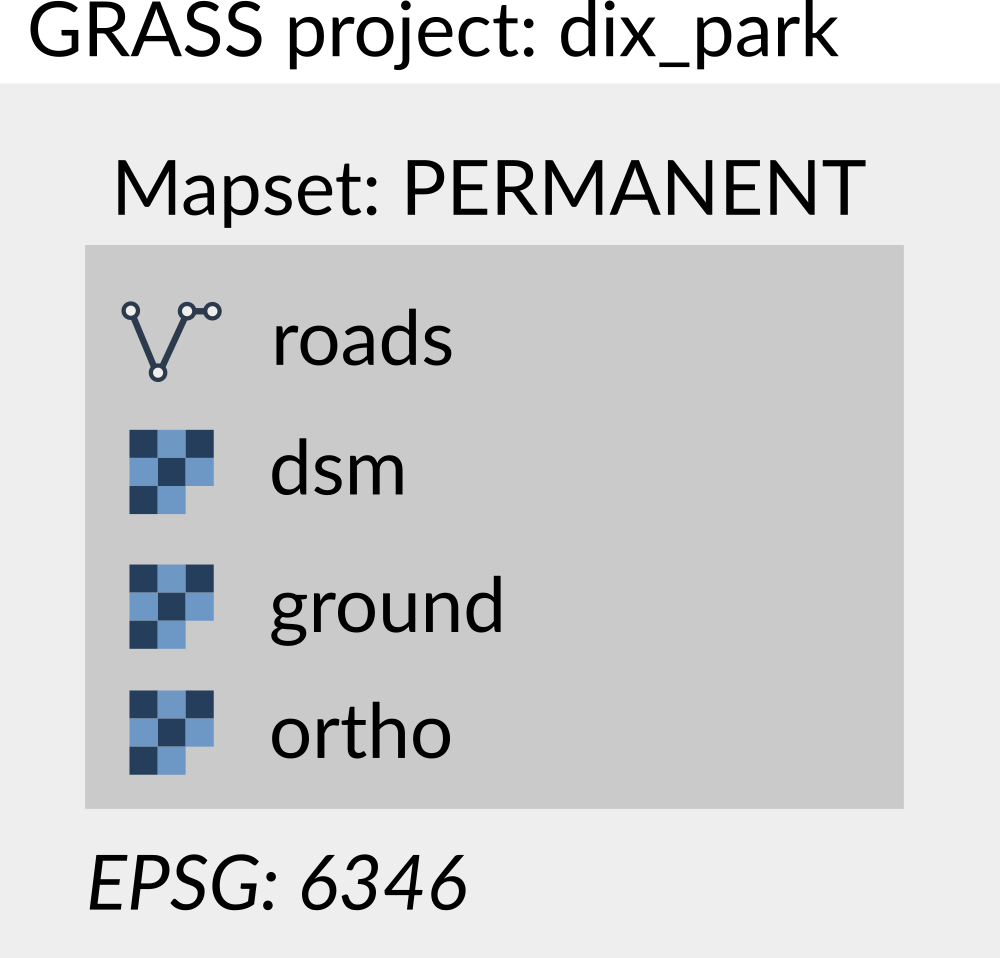 GRASS project: dix_park
Mapset: PERMANENT
roads
dsm
ground
ortho
EPSG: 6346